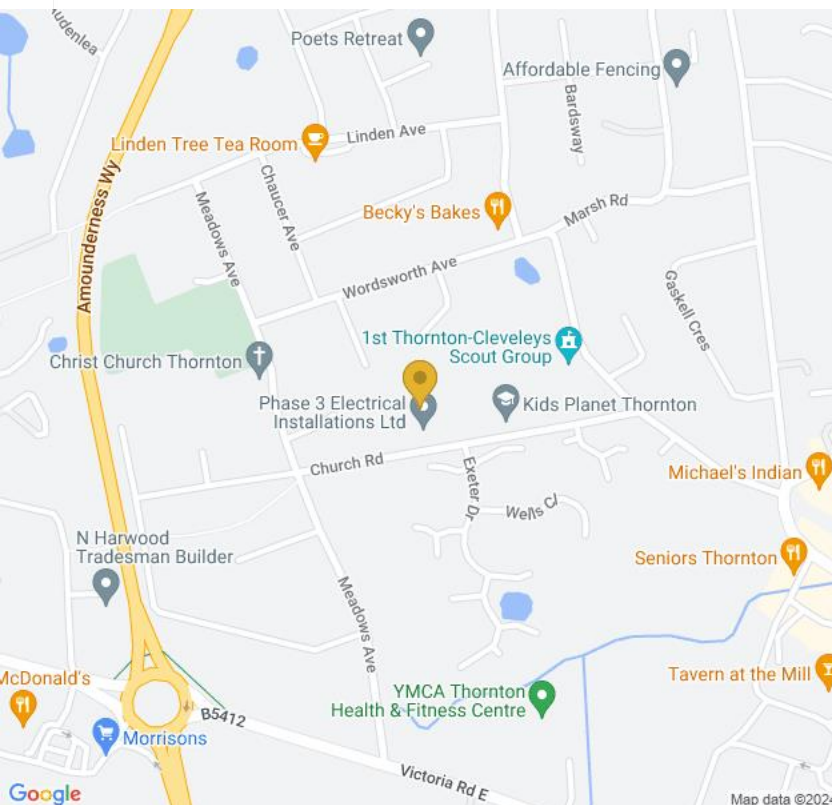 Poets Retreat
Affordable Fencing
Bardsway
Linden Ave
Linden Tree Tea Room
Amounderness Wy
Meadows Ave
Chaucer Ave
Becky's Bakes
Marsh Rd
Wordsworth Ave
Gaskell Cres
1st Thornton-Cleveleys
Scout Group
Christ Church Thornton
Phase 3 Electrical
Installations Ltd
Kids Planet Thornton
Church Rd
Exeter Dr
Wells Cl
Michael's Indian
N Harwood
Tradesman Builder
Seniors Thornton
Meadows Ave
McDonald's
YMCA Thornton
Health & Fitness Centre
Tavern at the Mill
B5412
Morrisons
Victoria Rd E
Google
Map data ©2024